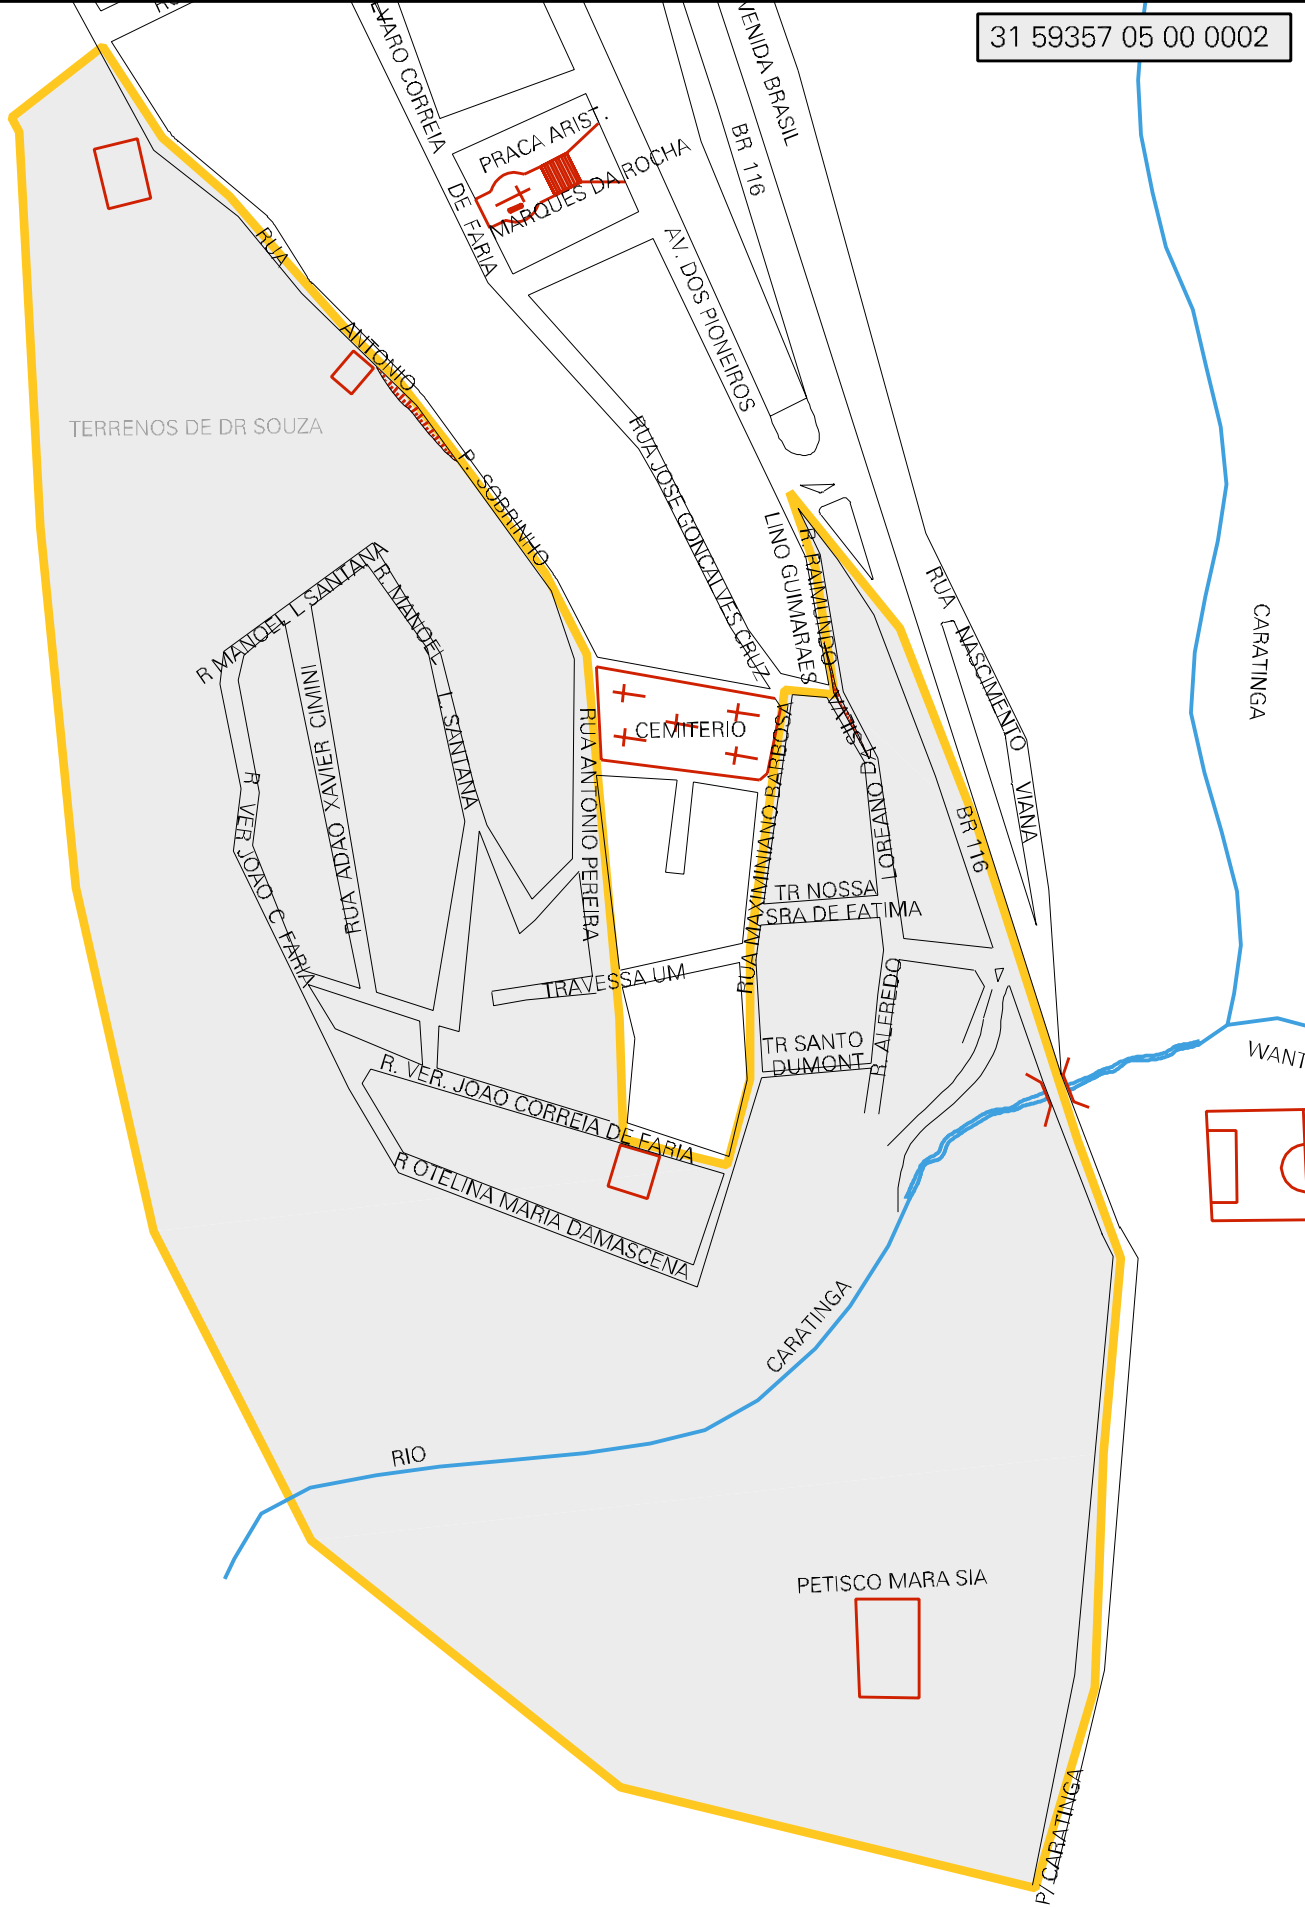 31 59357 05 00 0002
VENIDA BRASIL
LVARO CORREIA
DE FARIA
BR 116
PRACA ARIST.
MARQUES DA ROCHA
AV. DOS PIONEIROS
RUA
ANTONIO
P. SOBRINHO
TERRENOS DE DR SOUZA
RUA JOSE GONCALVES CRUZ
LINO GUIMARAES
R. RAIMUNDO
RUA NASCIMENTO VIANA
CARATINGA
R MANOEL L SANTANA
R. MANOEL L. SANTANA
RUA ADAO XAVIER CIMINI
R VER JOAO C FARIA
RUA ANTONIO PEREIRA
CEMITERIO
RUA MAXIMINIANO BARBOSA
LOREANO DA SILVA
BR 116
TR NOSSA
SRA DE FATIMA
TRAVESSA UM
R. ALFREDO
TR SANTO
DUMONT
WANT
R. VER. JOAO CORREIA DE FARIA
R OTELINA MARIA DAMASCENA
CARATINGA
RIO
PETISCO MARA SIA
P/ CARATINGA